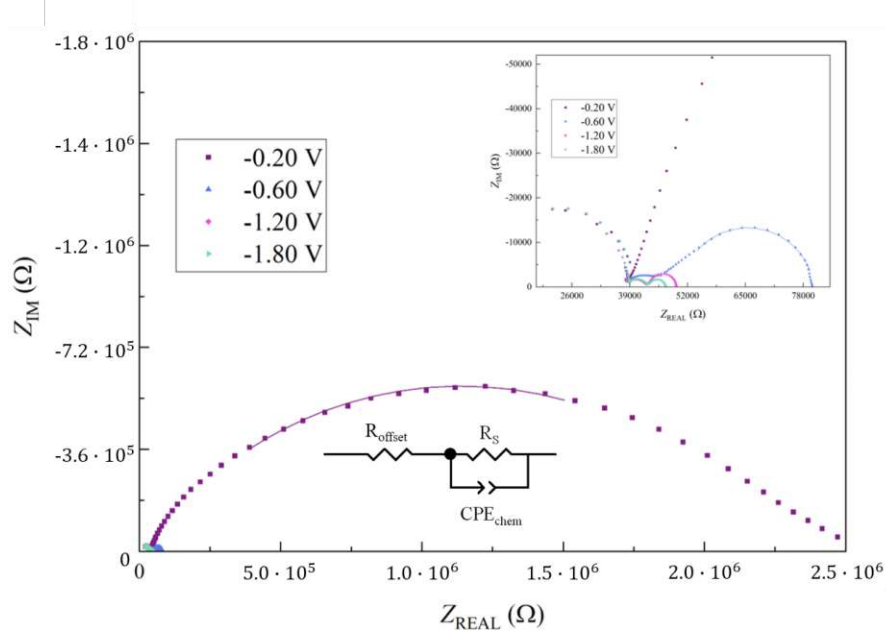 -1.8 · 10⁶
-1.4 · 10⁶
-1.2 · 10⁶
-7.2 · 10⁵
-3.6 · 10⁵
0
Z_IM (Ω)
-0.20 V
-0.60 V
-1.20 V
-1.80 V
-50000
-40000
-30000
-20000
-10000
0
Z_IM (Ω)
-0.20 V
-0.60 V
-1.20 V
-1.80 V
26000 39000 52000 65000 78000
Z_REAL (Ω)
R_offset R_S
CPE_chem
0 5.0 · 10⁵ 1.0 · 10⁶ 1.5 · 10⁶ 2.0 · 10⁶ 2.5 · 10⁶
Z_REAL (Ω)